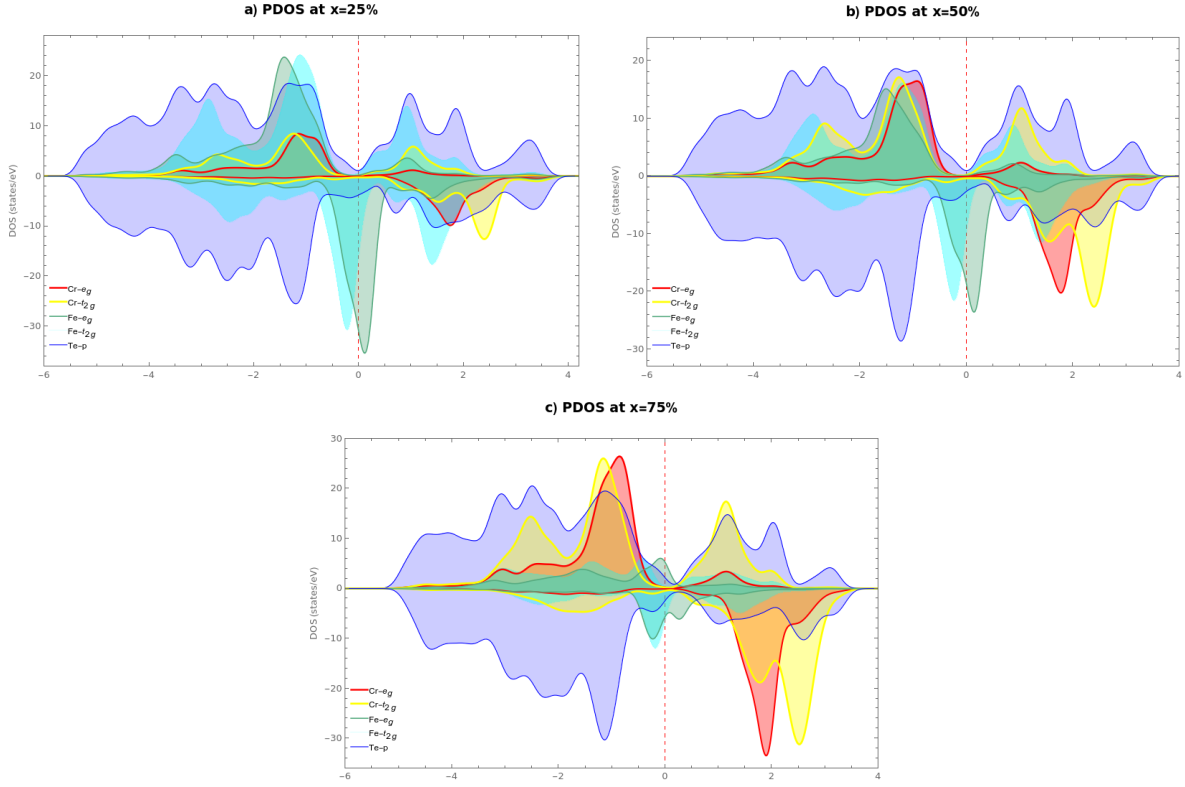 a) PDOS at x=25%
DOS (states/eV)
20
10
0
−10
−20
−30
Cr-eg
Cr-t2g
Fe-eg
Fe-t2g
Te-p
−6 −4 −2 0 2 4
b) PDOS at x=50%
DOS (states/eV)
20
10
0
−10
−20
−30
Cr-eg
Cr-t2g
Fe-eg
Fe-t2g
Te-p
−6 −4 −2 0 2 4
c) PDOS at x=75%
DOS (states/eV)
30
20
10
0
−10
−20
−30
Cr-eg
Cr-t2g
Fe-eg
Fe-t2g
Te-p
−6 −4 −2 0 2 4